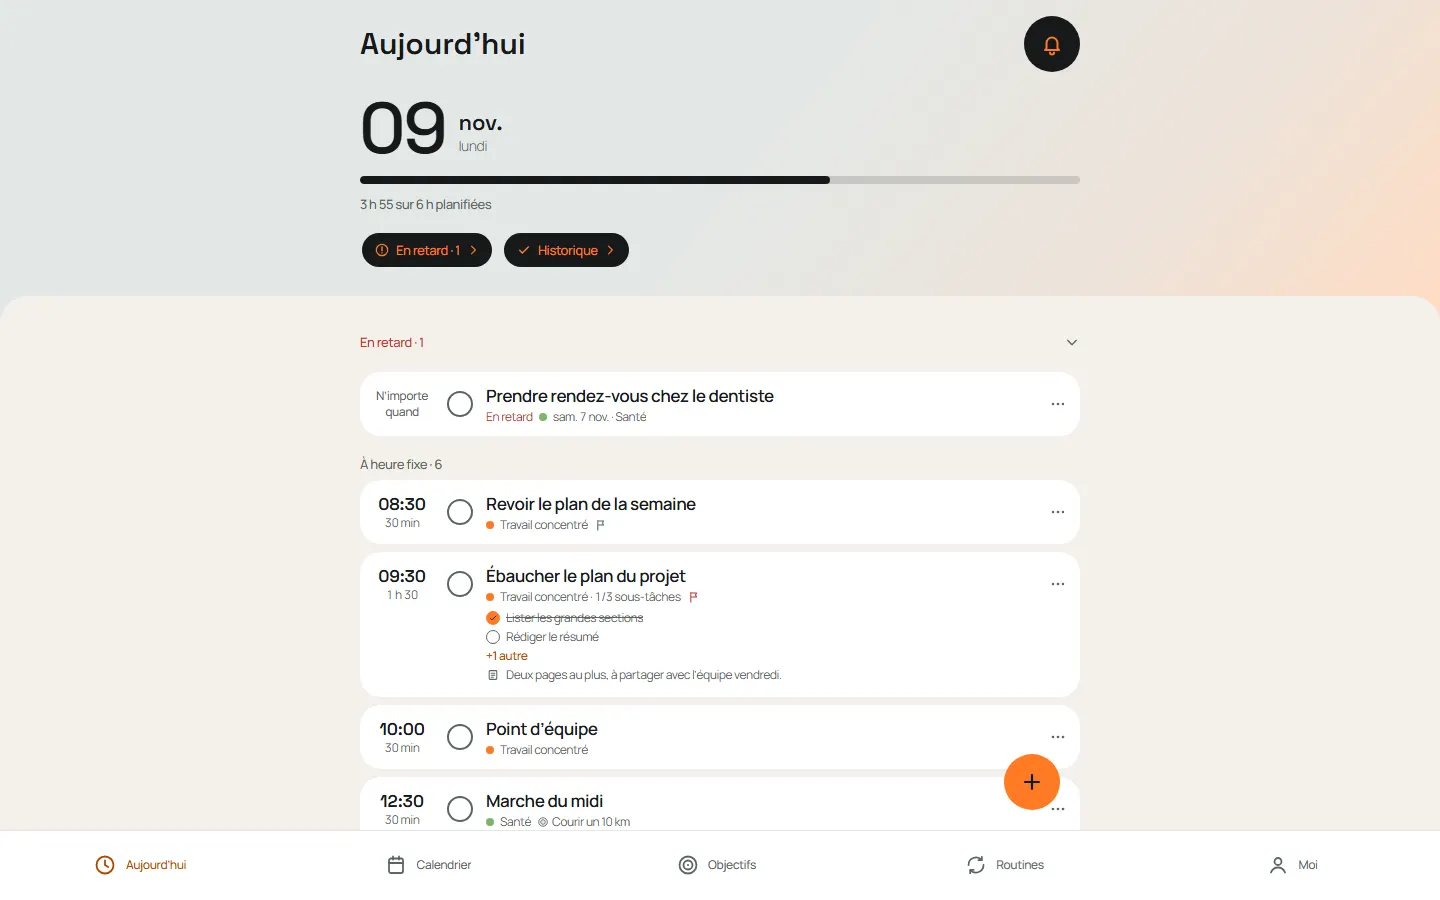 Aujourd’hui
09 nov.
lundi
3 h 55 sur 6 h planifiées
En retard · 1
Historique
En retard · 1
N'importe quand
Prendre rendez-vous chez le dentiste
En retard sam. 7 nov. · Santé
À heure fixe · 6
08:30
30 min
Revoir le plan de la semaine
Travail concentré
09:30
1 h 30
Ébaucher le plan du projet
Travail concentré · 1/3 sous-tâches
Lister les grandes sections
Rédiger le résumé
+1 autre
Deux pages au plus, à partager avec l'équipe vendredi.
10:00
30 min
Point d’équipe
Travail concentré
12:30
30 min
Marche du midi
Santé Courir un 10 km
Aujourd'hui
Calendrier
Objectifs
Routines
Moi